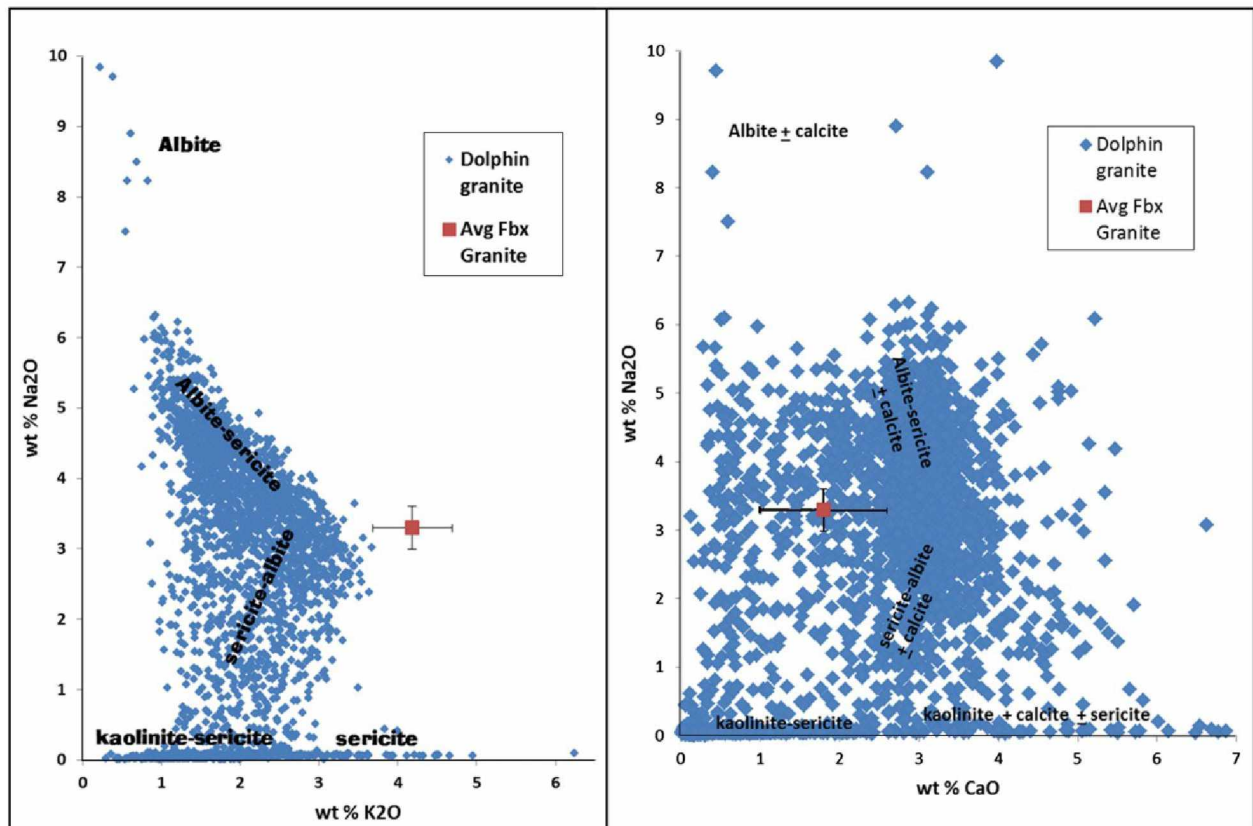 10
9
8
7
6
5
4
3
2
1
0
wt % Na2O
0 1 2 3 4 5 6
wt % K2O
Albite
Dolphin
granite
Avg Fbx
Granite
Albite-sericite
sericite-albite
kaolinite-sericite
sericite
10
9
8
7
6
5
4
3
2
1
0
wt % Na2O
0 1 2 3 4 5 6 7
wt % CaO
Albite ± calcite
Dolphin
granite
Avg Fbx
Granite
Albite-sericite
± calcite
sericite-albite
± calcite
kaolinite-sericite
kaolinite + calcite ± sericite